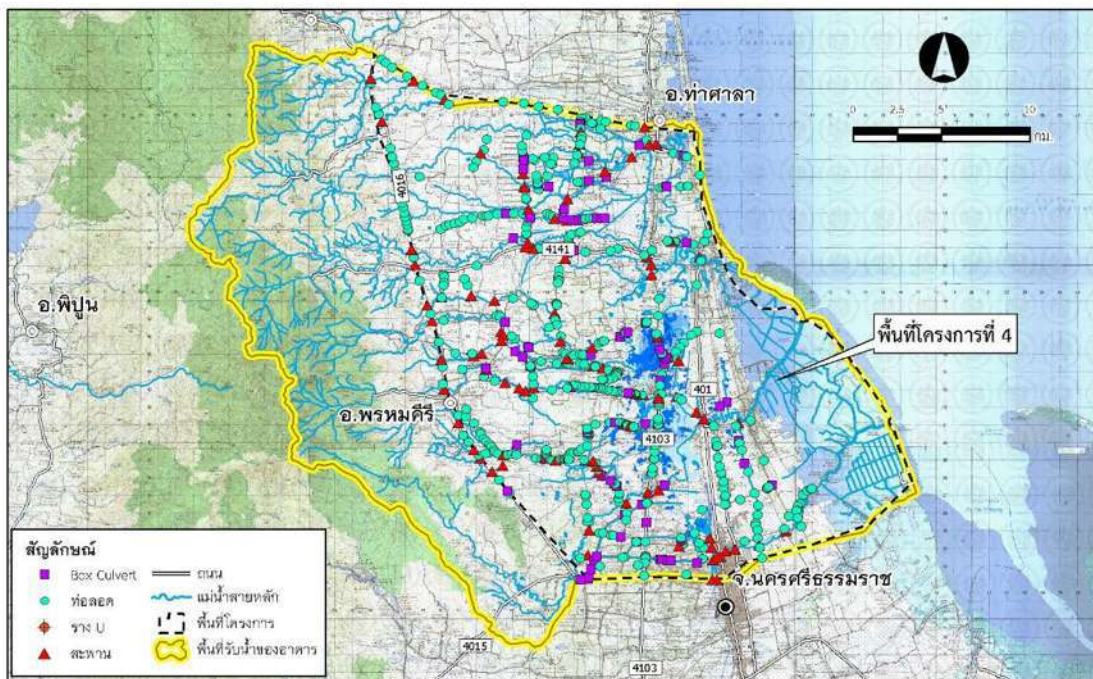 อ.ท่าศาลา
0 2.5 5 10
กม.
4016
4141
อ.พิปูน
พื้นที่โครงการที่ 4
401
อ.พรหมคีรี
4103
สัญลักษณ์
Box Culvert
ถนน
ท่อลอด
แม่น้ำสายหลัก
ราง U
พื้นที่โครงการ
สะพาน
พื้นที่รับน้ำของอาคาร
จ.นครศรีธรรมราช
4015
4103